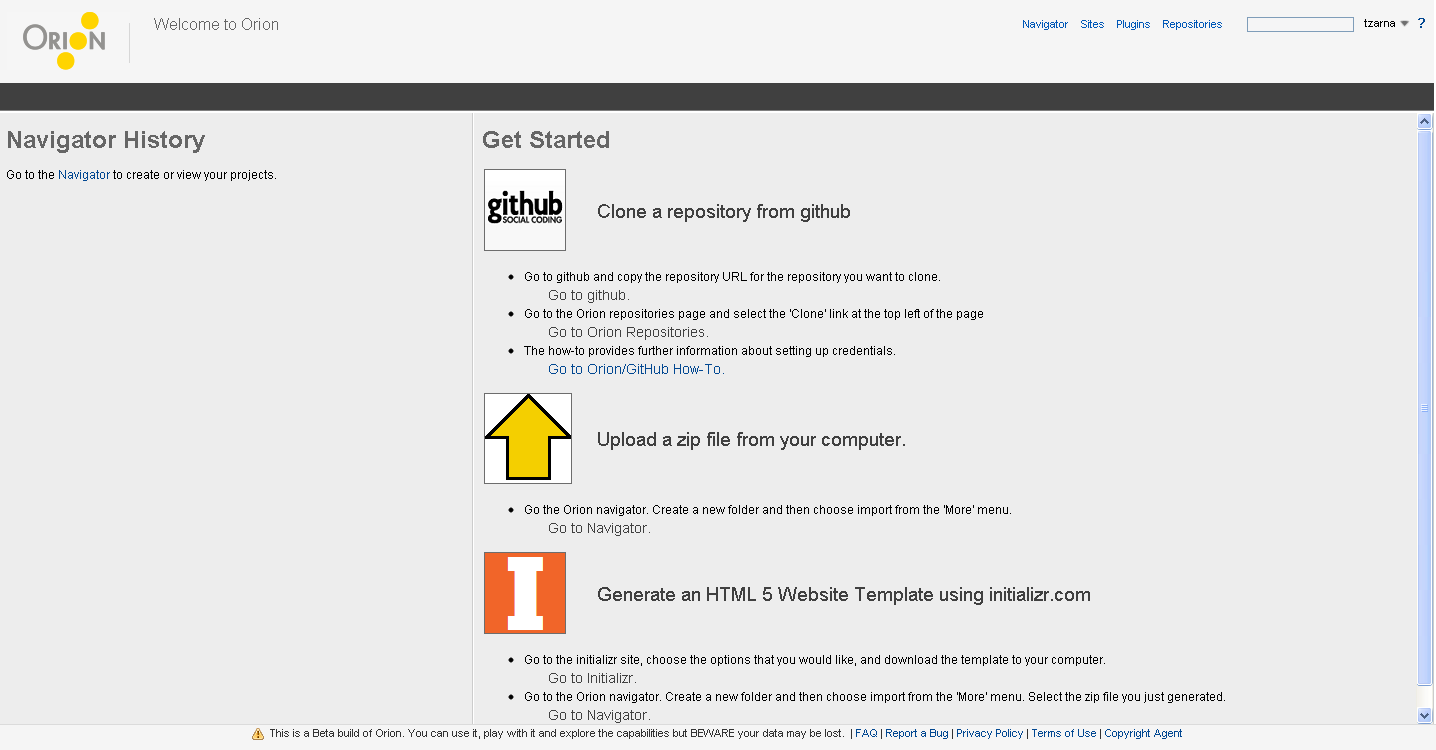 ORION
Welcome to Orion
Navigator Sites Plugins Repositories tzarna ?
Navigator History
Go to the Navigator to create or view your projects.
Get Started
github
SOCIAL CODING
Clone a repository from github
Go to github and copy the repository URL for the repository you want to clone.
Go to github.
Go to the Orion repositories page and select the 'Clone' link at the top left of the page
Go to Orion Repositories.
The how-to provides further information about setting up credentials.
Go to Orion/GitHub How-To.
Upload a zip file from your computer.
Go the Orion navigator. Create a new folder and then choose import from the 'More' menu.
Go to Navigator.
I
Generate an HTML 5 Website Template using initializr.com
Go to the initializr site, choose the options that you would like, and download the template to your computer.
Go to Initializr.
Go to the Orion navigator. Create a new folder and then choose import from the 'More' menu. Select the zip file you just generated.
Go to Navigator.
This is a Beta build of Orion. You can use it, play with it and explore the capabilities but BEWARE your data may be lost. | FAQ | Report a Bug | Privacy Policy | Terms of Use | Copyright Agent